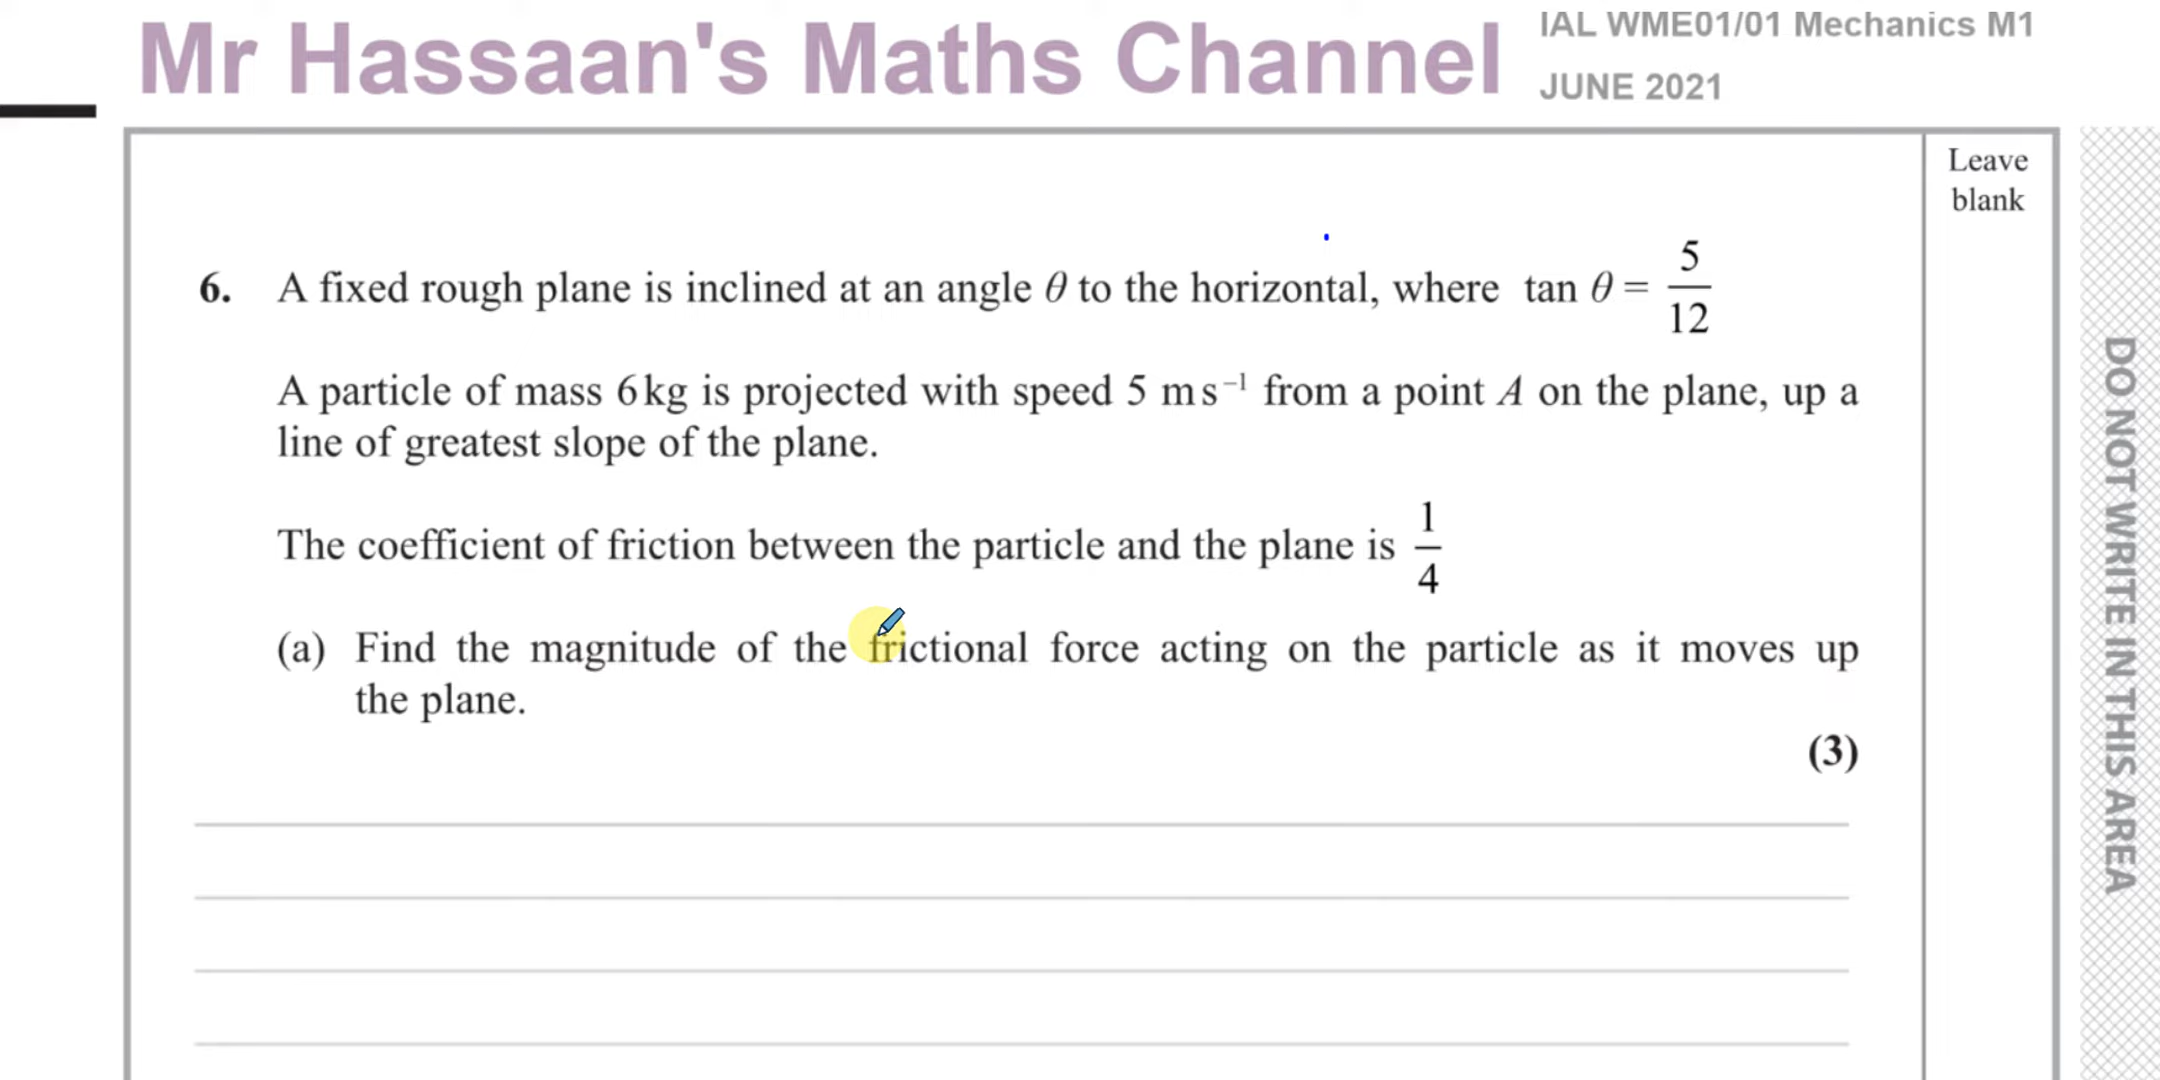 Mr Hassaan's Maths Channel
IAL WME01/01 Mechanics M1
JUNE 2021
Leave
blank
6. A fixed rough plane is inclined at an angle θ to the horizontal, where tan θ = 5/12
A particle of mass 6 kg is projected with speed 5 m s⁻¹ from a point A on the plane, up a
line of greatest slope of the plane.
The coefficient of friction between the particle and the plane is 1/4
(a) Find the magnitude of the frictional force acting on the particle as it moves up
the plane.
(3)
DO NOT WRITE IN THIS AREA